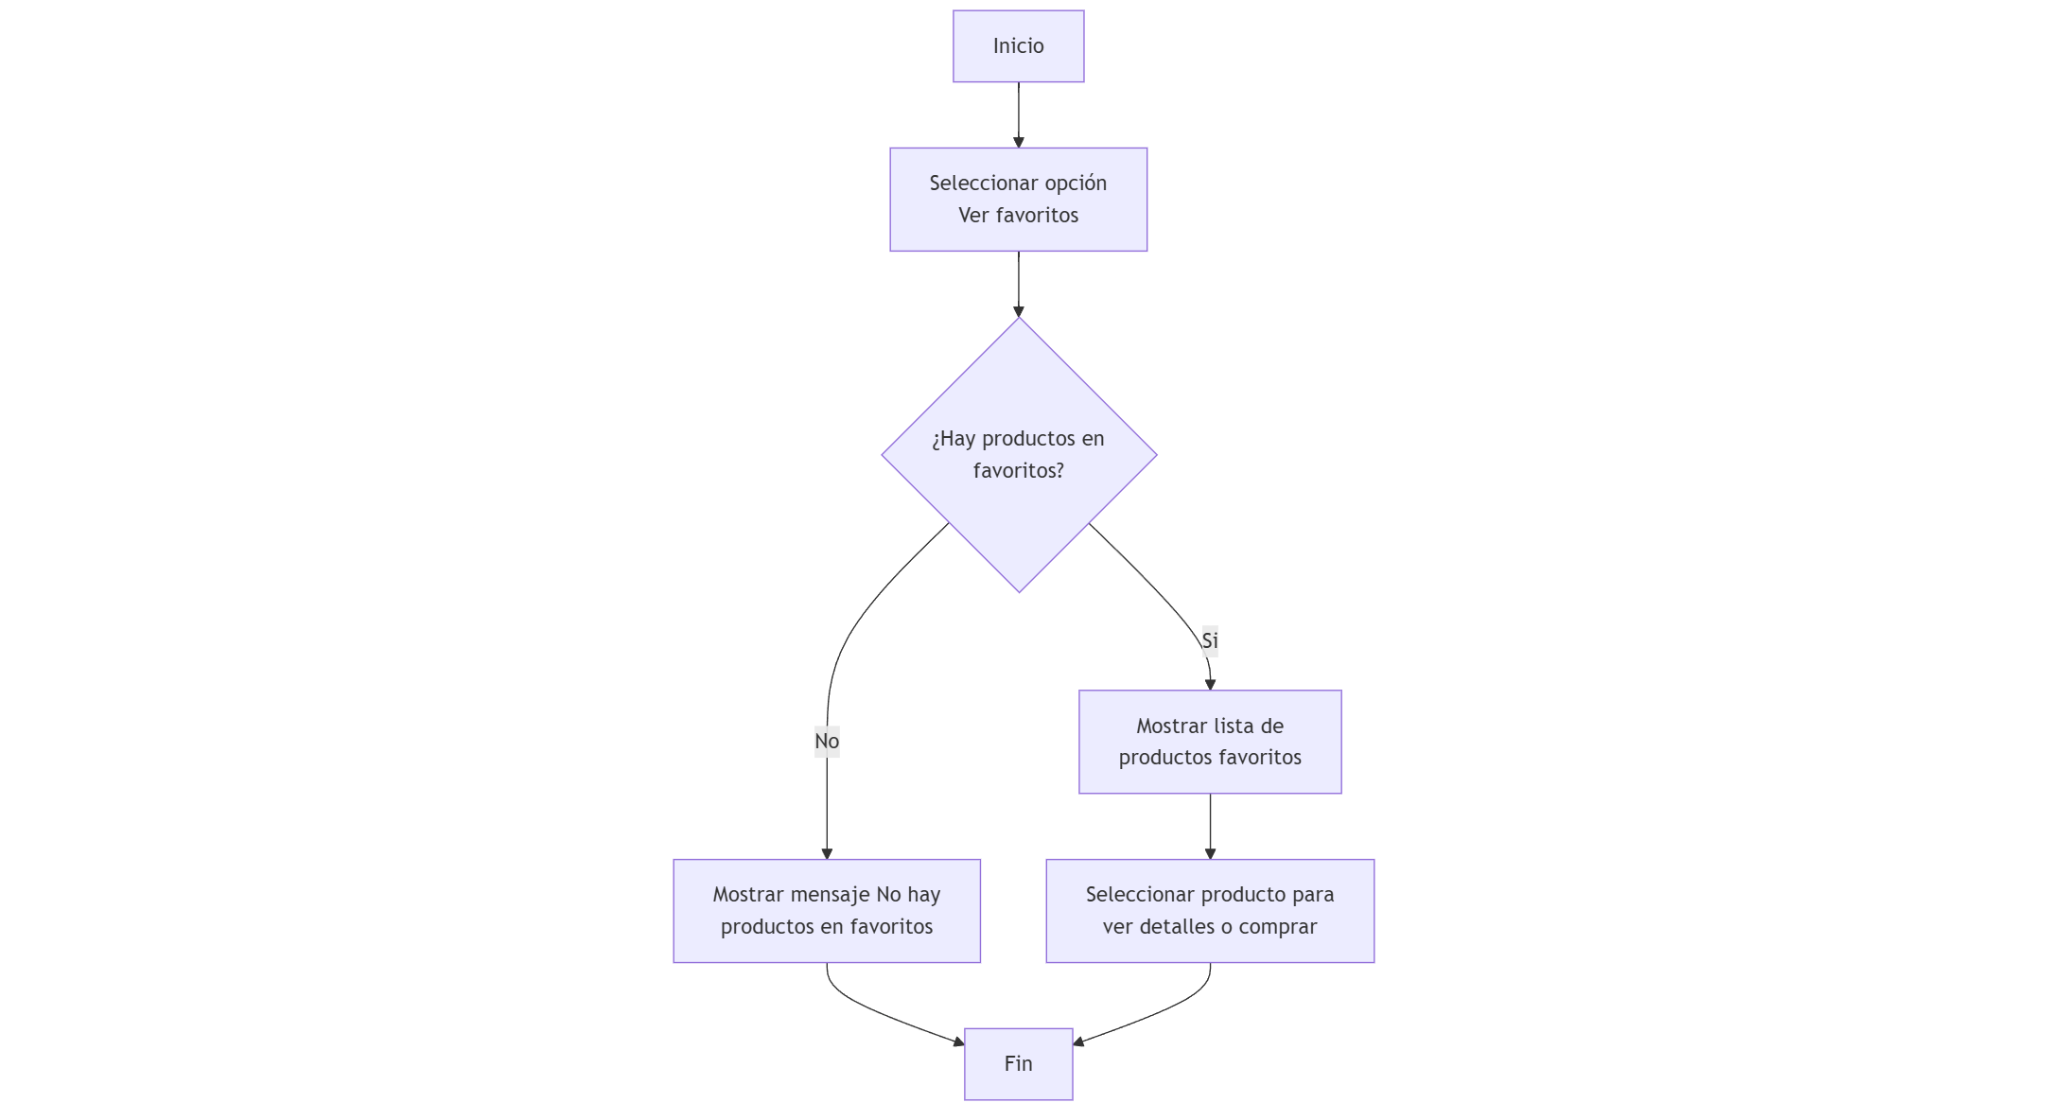 Inicio
Seleccionar opción
Ver favoritos
¿Hay productos en
favoritos?
Si
No
Mostrar lista de
productos favoritos
Mostrar mensaje No hay
productos en favoritos
Seleccionar producto para
ver detalles o comprar
Fin